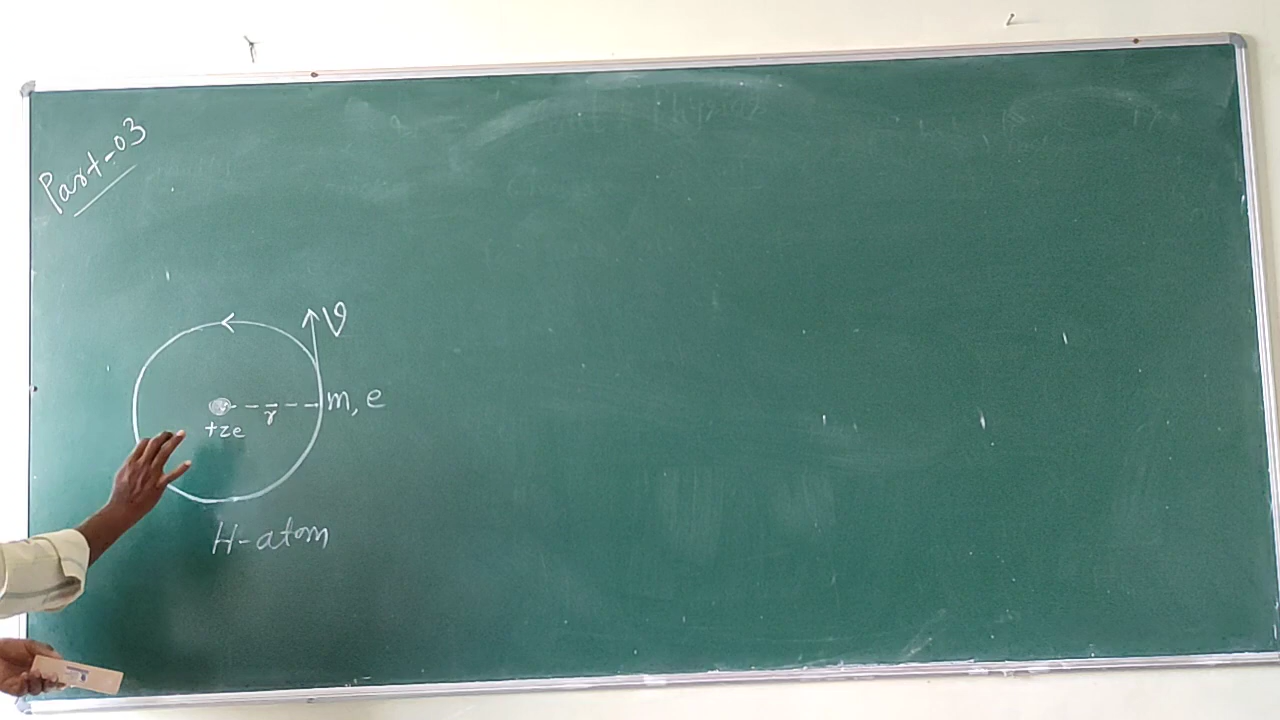 Part-03
V
m, e
r
+ze
H-atom